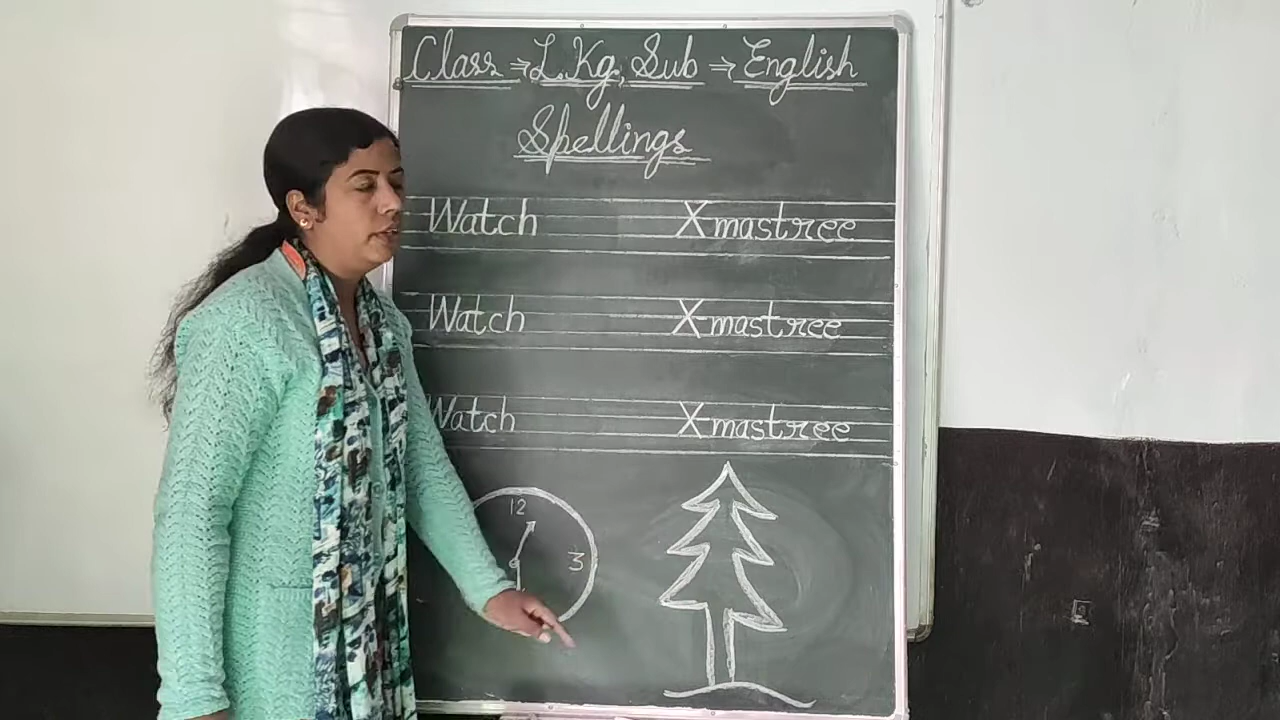 Class ⇒ L.Kg, Sub ⇒ English
Spellings
Watch Xmastree
Watch Xmastree
Watch Xmastree
12
3